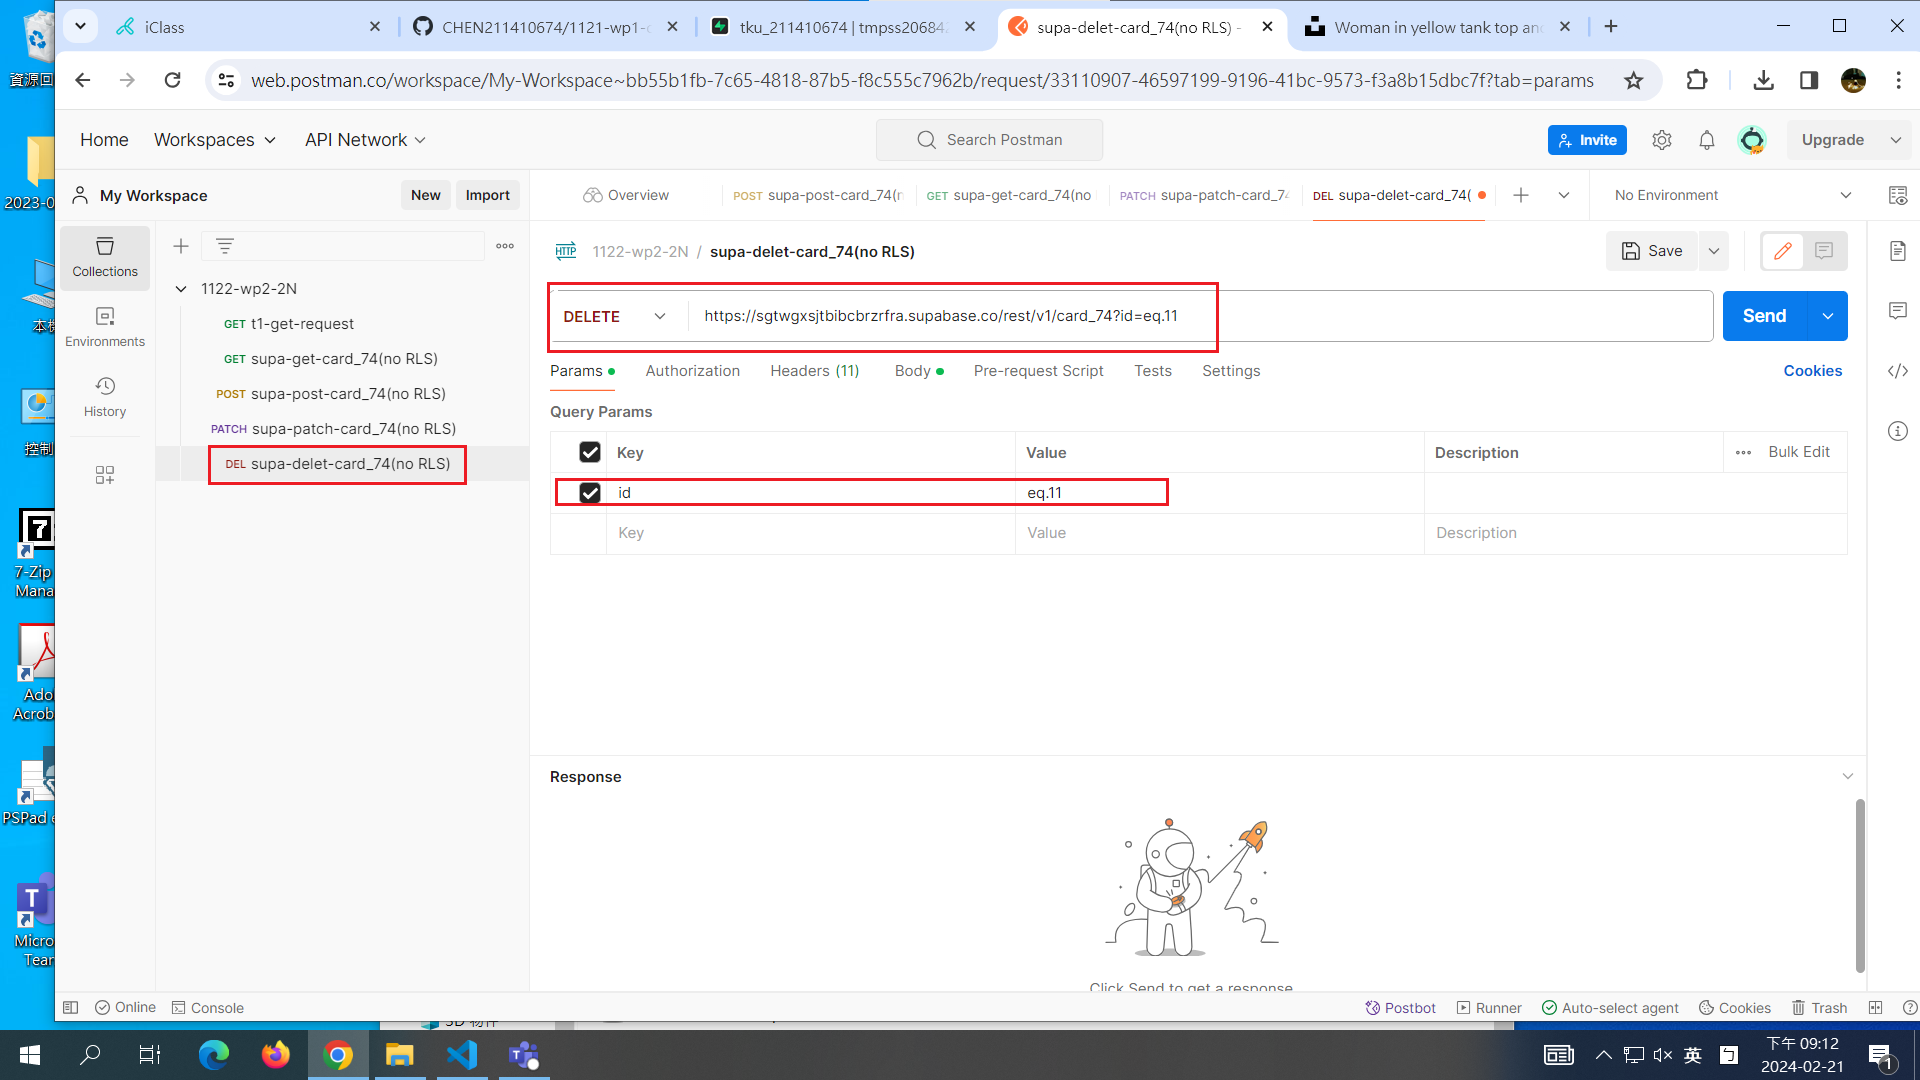 iClass
CHEN211410674/1121-wp1-
tku_211410674 | tmpss20684
supa-delet-card_74(no RLS) -
Woman in yellow tank top an
web.postman.co/workspace/My-Workspace~bb55b1fb-7c65-4818-87b5-f8c555c7962b/request/33110907-46597199-9196-41bc-9573-f3a8b15dbc7f?tab=params
Home
Workspaces
API Network
Search Postman
Invite
Upgrade
My Workspace
New
Import
Overview
POST supa-post-card_74(n
GET supa-get-card_74(no
PATCH supa-patch-card_74
DEL supa-delet-card_74(
No Environment
Collections
Environments
History
1122-wp2-2N
GET t1-get-request
GET supa-get-card_74(no RLS)
POST supa-post-card_74(no RLS)
PATCH supa-patch-card_74(no RLS)
DEL supa-delet-card_74(no RLS)
HTTP
1122-wp2-2N / supa-delet-card_74(no RLS)
Save
DELETE
https://sgtwgxsjtbibcbrzrfra.supabase.co/rest/v1/card_74?id=eq.11
Send
Params
Authorization
Headers (11)
Body
Pre-request Script
Tests
Settings
Cookies
Query Params
Key
Value
Description
Bulk Edit
id
eq.11
Key
Value
Description
Response
Click Send to get a response
Online
Console
Postbot
Runner
Auto-select agent
Cookies
Trash
資源回
2023-0
本機
控制
7-Zip
Mana
Ado
Acrob
PSPad e
Micro
Tear
3D 物件
英
下午 09:12
2024-02-21
1